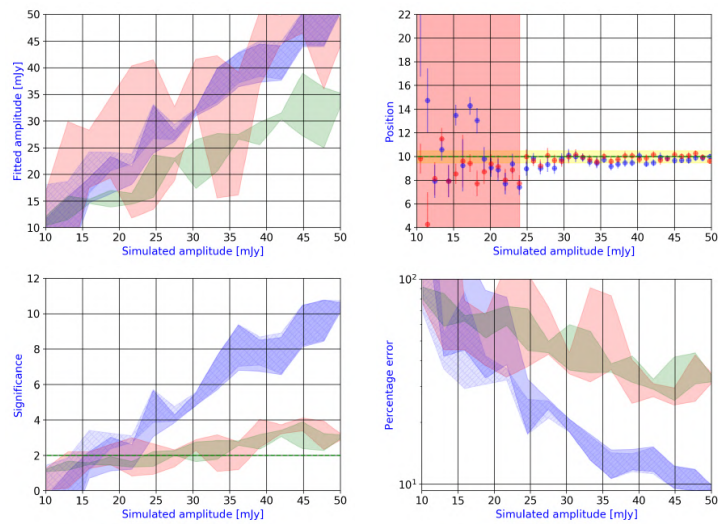 50
45
40
35
30
25
20
15
10
Fitted amplitude [mJy]
10 15 20 25 30 35 40 45 50
Simulated amplitude [mJy]
22
20
18
16
14
12
10
8
6
4
Position
10 15 20 25 30 35 40 45 50
Simulated amplitude [mJy]
12
10
8
6
4
2
0
Significance
10 15 20 25 30 35 40 45 50
Simulated amplitude [mJy]
10²
10¹
Percentage error
10 15 20 25 30 35 40 45 50
Simulated amplitude [mJy]